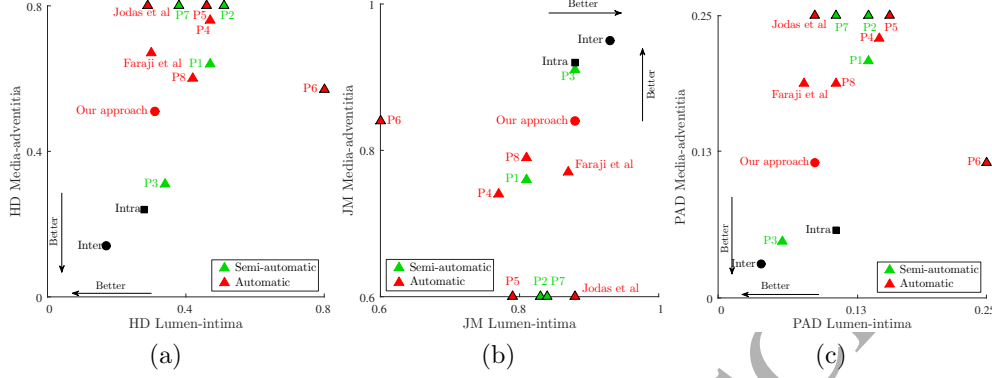 0.8
Jodas et al
P7
P5
P2
P4
Faraji et al
P1
P8
P6
Our approach
0.4
P3
Intra
Inter
Better
Better
Semi-automatic
Automatic
0
0.4
0.8
HD Media-adventitia
HD Lumen-intima
(a)
1
Better
Inter
Intra
P3
Better
P6
Our approach
0.8
P8
Faraji et al
P1
P4
Semi-automatic
Automatic
P5
P2 P7
Jodas et al
0.6
0.6
0.8
1
JM Media-adventitia
JM Lumen-intima
(b)
0.25
Jodas et al
P7
P2
P5
P4
P1
P8
Faraji et al
0.13
Our approach
P6
Intra
P3
Inter
Better
Better
Semi-automatic
Automatic
0
0
0.13
0.25
PAD Media-adventitia
PAD Lumen-intima
(c)